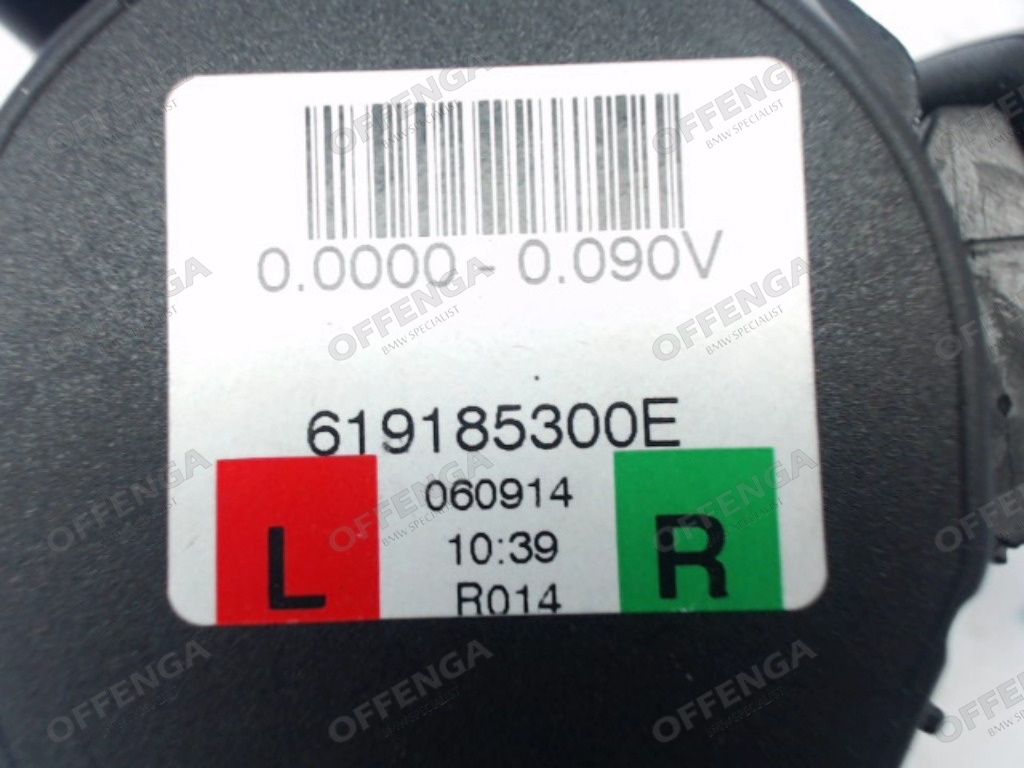 0.0000 - 0.090V
619185300E
060914
10:39
R014
L
R
OFFENGA
BMW SPECIALIST